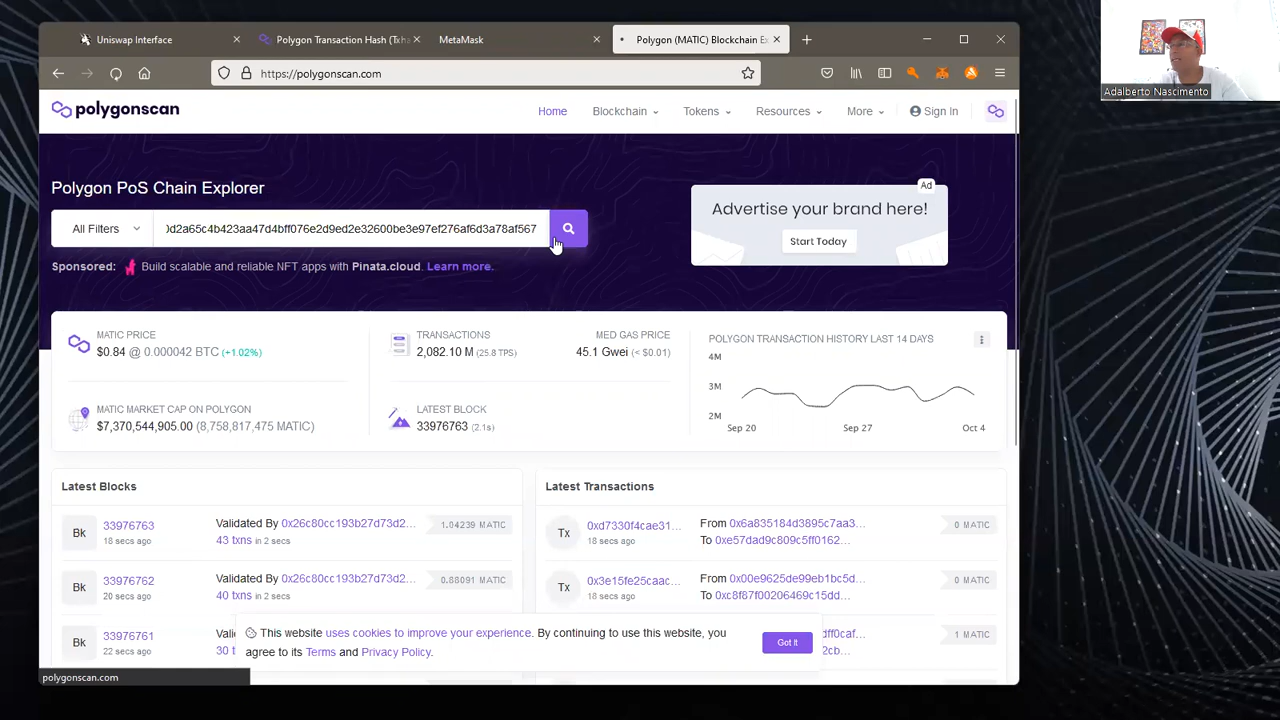 Uniswap Interface
Polygon Transaction Hash (Txha
MetaMask
Polygon (MATIC) Blockchain Ex
https://polygonscan.com
Adalberto Nascimento
polygonscan
Home
Blockchain
Tokens
Resources
More
Sign In
Polygon PoS Chain Explorer
All Filters
0d2a65c4b423aa47d4bff076e2d9ed2e32600be3e97ef276af6d3a78af567
Sponsored: Build scalable and reliable NFT apps with Pinata.cloud. Learn more.
Ad
Advertise your brand here!
Start Today
MATIC PRICE
$0.84 @ 0.000042 BTC (+1.02%)
TRANSACTIONS
2,082.10 M (25.8 TPS)
MED GAS PRICE
45.1 Gwei (< $0.01)
MATIC MARKET CAP ON POLYGON
$7,370,544,905.00 (8,758,817,475 MATIC)
LATEST BLOCK
33976763 (2.1s)
POLYGON TRANSACTION HISTORY LAST 14 DAYS
4M
3M
2M
Sep 20
Sep 27
Oct 4
Latest Blocks
Bk
33976763
18 secs ago
Validated By 0x26c80cc193b27d73d2...
43 txns in 2 secs
1.04239 MATIC
Bk
33976762
20 secs ago
Validated By 0x26c80cc193b27d73d2...
40 txns in 2 secs
0.88091 MATIC
Bk
33976761
22 secs ago
Vali
30 t
Latest Transactions
Tx
0xd7330f4cae31...
18 secs ago
From 0x6a835184d3895c7aa3...
To 0xe57dad9c809c5ff0162...
0 MATIC
Tx
0x3e15fe25caac...
18 secs ago
From 0x00e9625de99eb1bc5d...
To 0xc8f87f00206469c15dd...
0 MATIC
dff0caf...
2cb...
1 MATIC
This website uses cookies to improve your experience. By continuing to use this website, you
agree to its Terms and Privacy Policy.
Got it
polygonscan.com